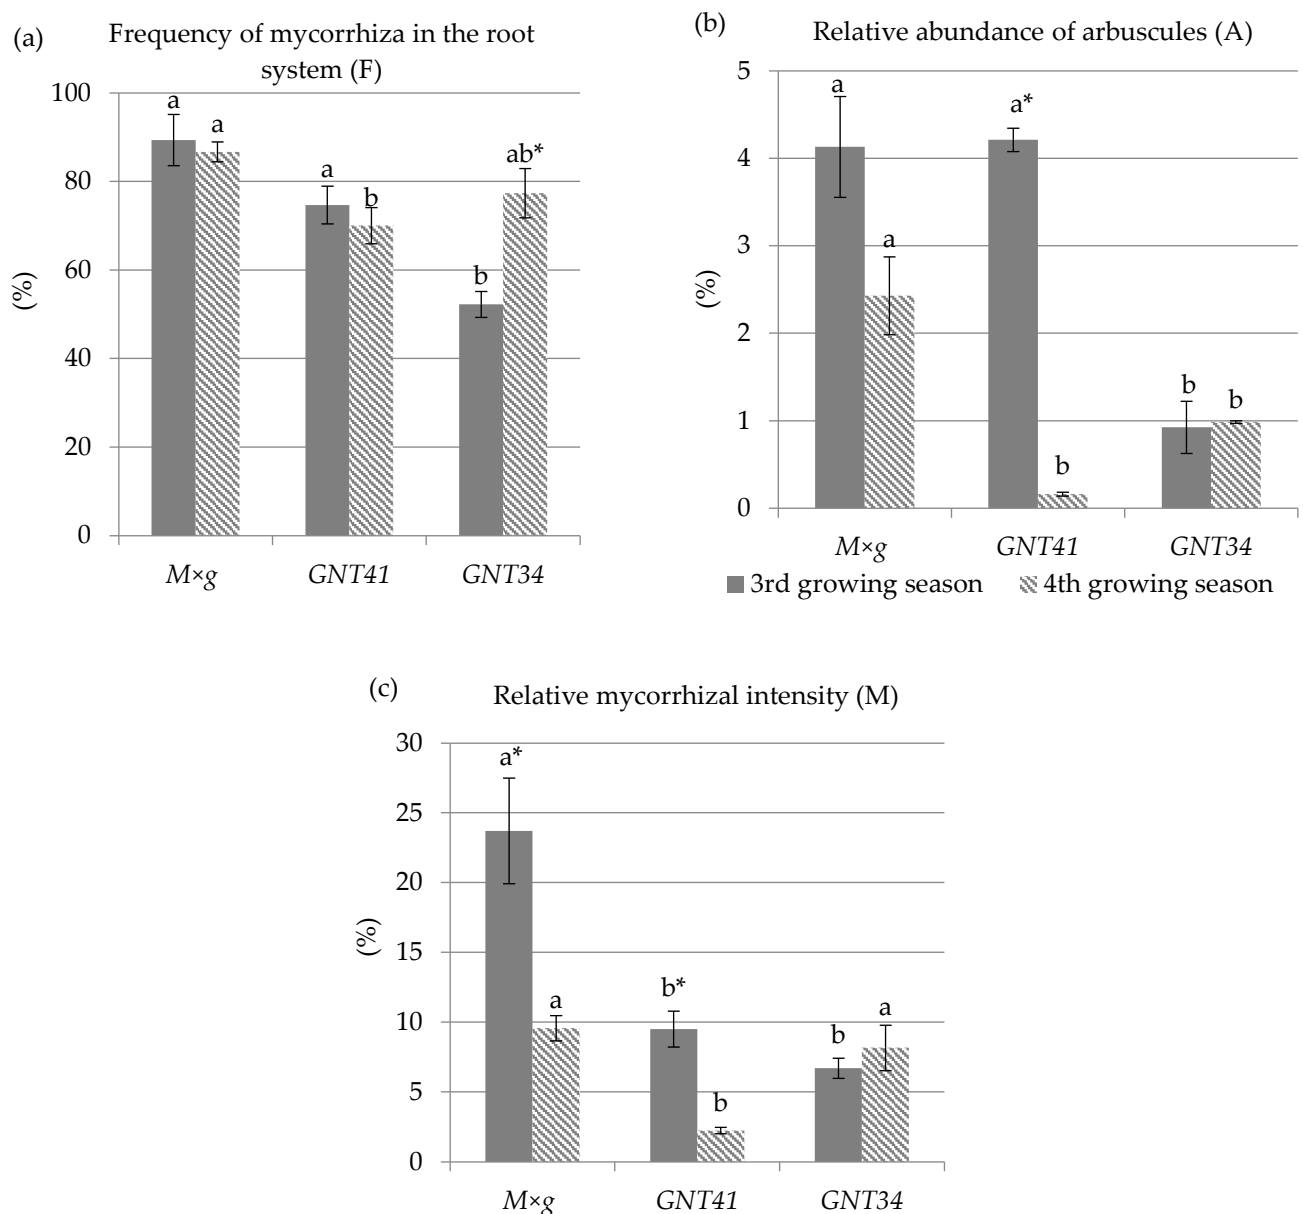 (a)
Frequency of mycorrhiza in the root
system (F)
100
80
60
40
20
0
(%)
a
a
a
b
b
ab*
M×g
GNT41
GNT34
(b)
Relative abundance of arbuscules (A)
5
4
3
2
1
0
(%)
a
a
a*
b
b
b
M×g
GNT41
GNT34
3rd growing season
4th growing season
(c)
Relative mycorrhizal intensity (M)
30
25
20
15
10
5
0
(%)
a*
a
b*
b
b
a
M×g
GNT41
GNT34